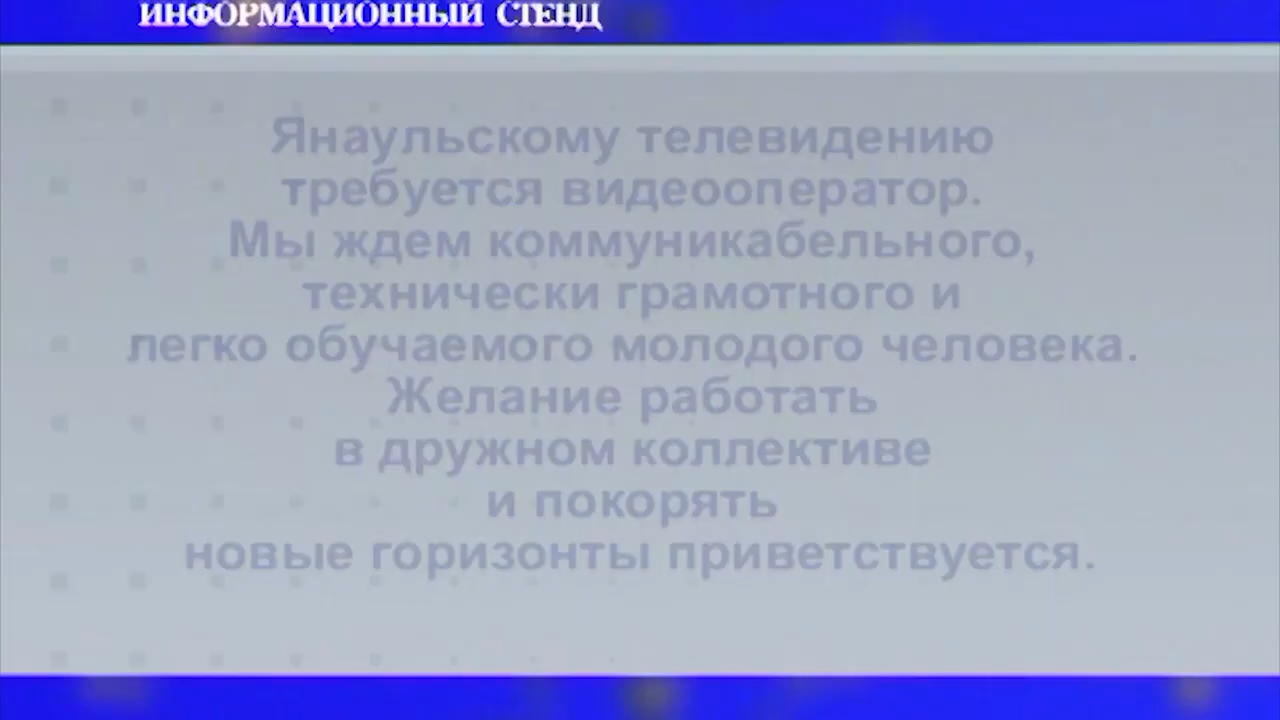 ИНФОРМАЦИОННЫЙ СТЕНД
Янаульскому телевидению
требуется видеооператор.
Мы ждем коммуникабельного,
технически грамотного и
легко обучаемого молодого человека.
Желание работать
в дружном коллективе
и покорять
новые горизонты приветствуется.